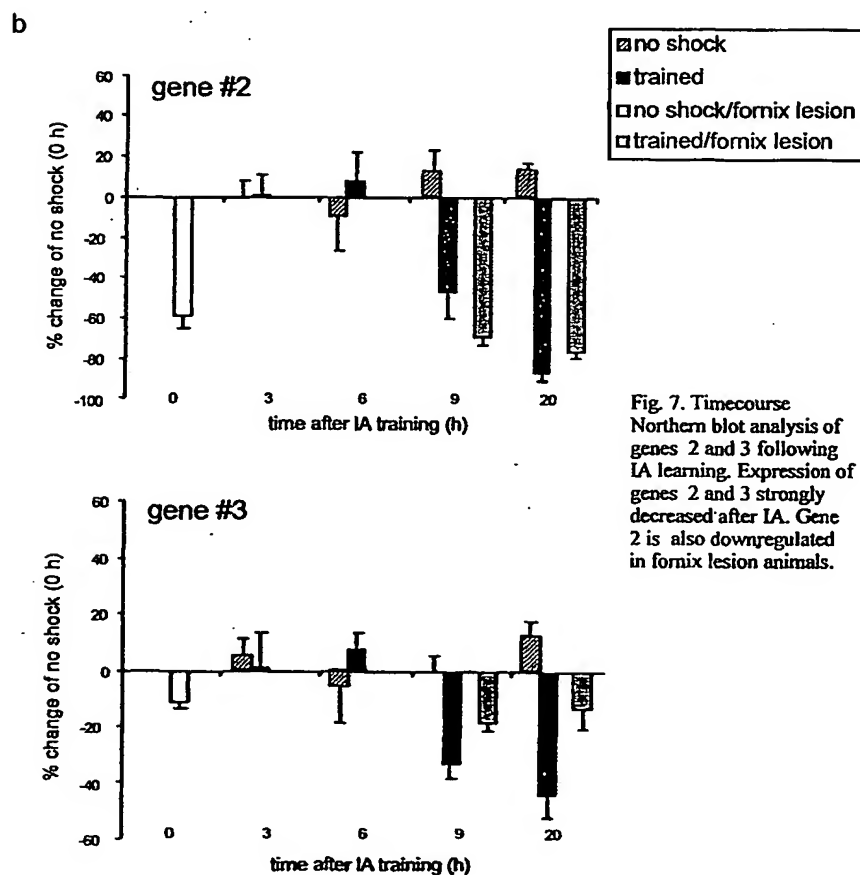 b
no shock
trained
no shock/fornix lesion
trained/fornix lesion
gene #2
% change of no shock (0 h)
60
40
20
0
-20
-40
-60
-80
-100
0 3 6 9 20
time after IA training (h)
Fig. 7. Timecourse
Northern blot analysis of
genes 2 and 3 following
IA learning. Expression of
genes 2 and 3 strongly
decreased after IA. Gene
2 is also downregulated
in fornix lesion animals.
gene #3
% change of no shock (0 h)
60
40
20
0
-20
-40
-60
0 3 6 9 20
time after IA training (h)